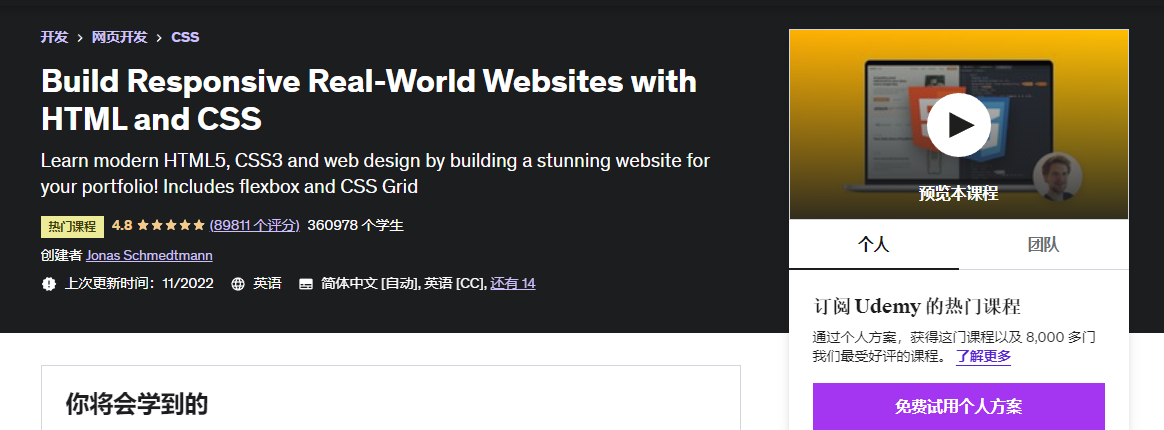 开发 > 网页开发 > CSS
Build Responsive Real-World Websites with
HTML and CSS
Learn modern HTML5, CSS3 and web design by building a stunning website for
your portfolio! Includes flexbox and CSS Grid
热门课程 4.8 (89811 个评分) 360978 个学生
创建者 Jonas Schmedtmann
上次更新时间: 11/2022 英语 简体中文 [自动], 英语 [CC], 还有 14
你将会学到的
预览本课程
个人 团队
订阅 Udemy 的热门课程
通过个人方案，获得这门课程以及 8,000 多门
我们最受好评的课程。 了解更多
免费试用个人方案